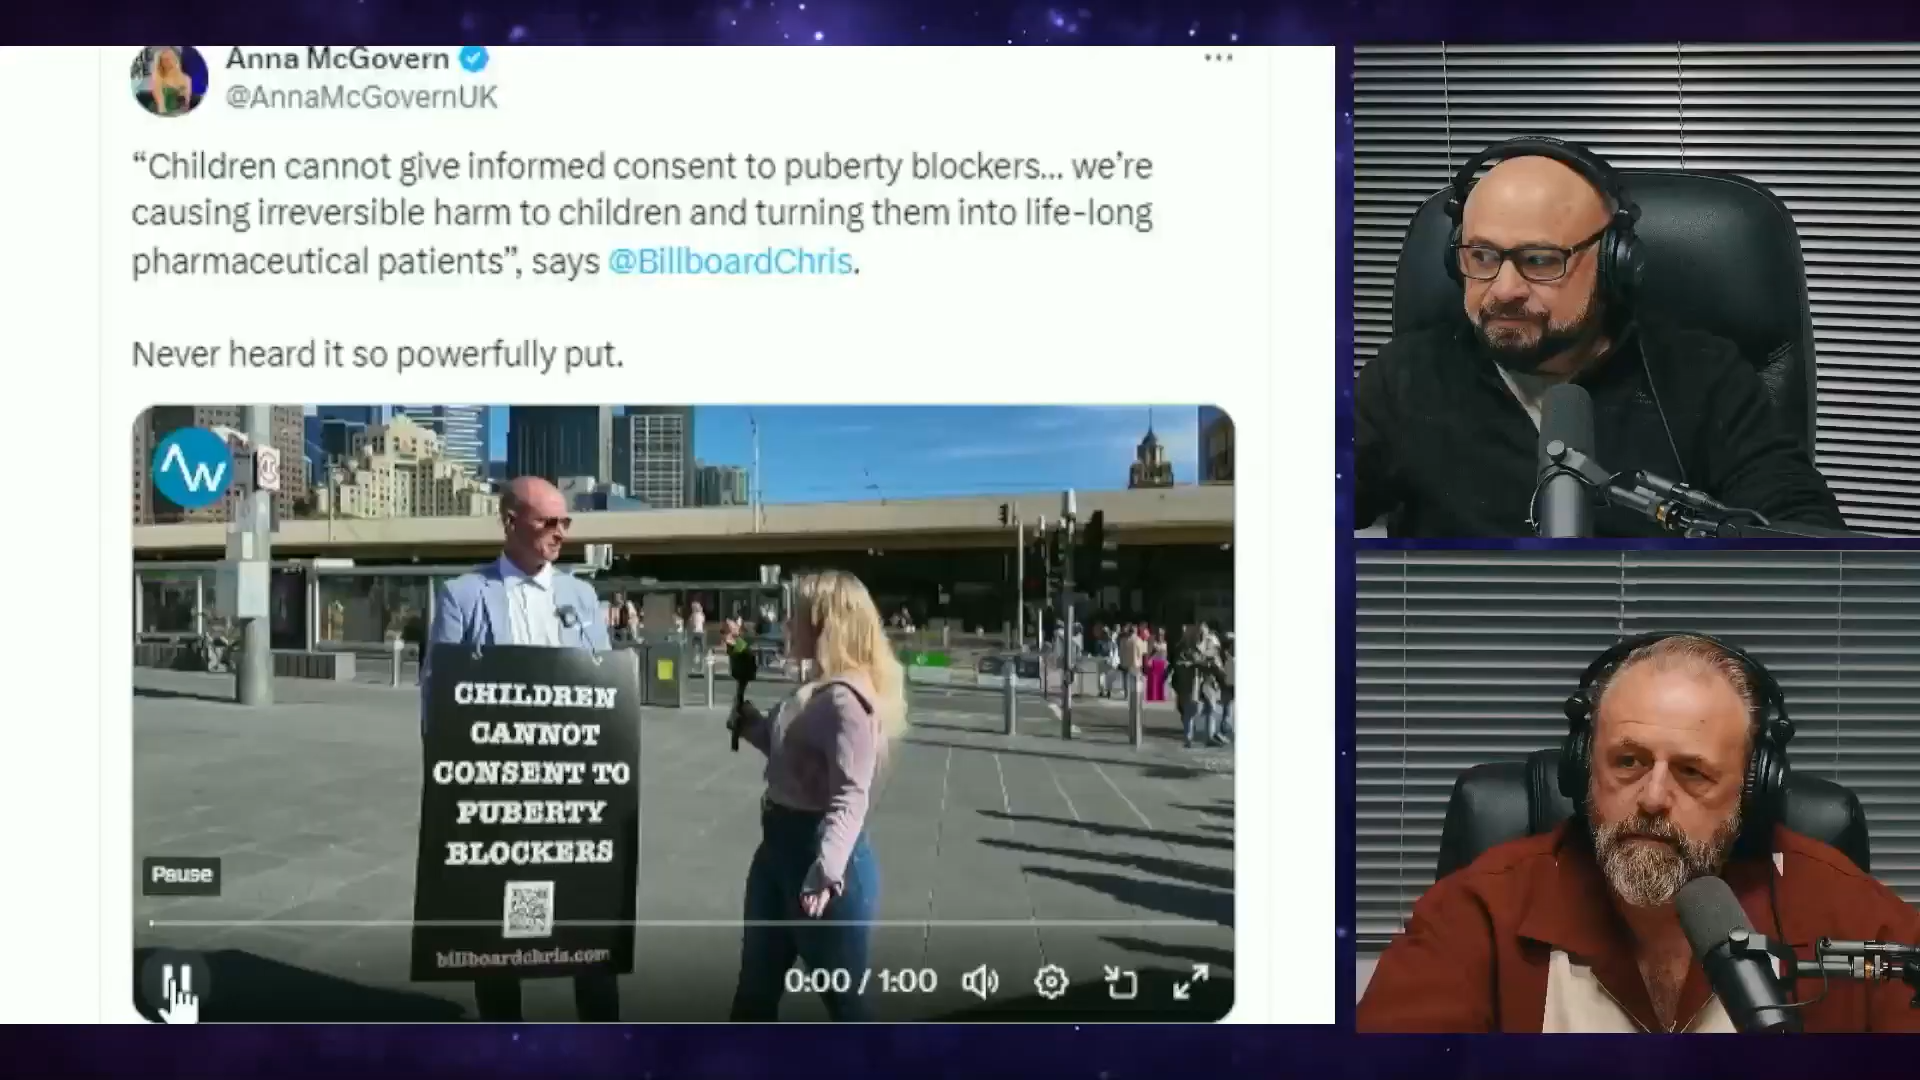 Anna McGovern
@AnnaMcGovernUK
“Children cannot give informed consent to puberty blockers... we’re
causing irreversible harm to children and turning them into life-long
pharmaceutical patients”, says @BillboardChris.
Never heard it so powerfully put.
CHILDREN
CANNOT
CONSENT TO
PUBERTY
BLOCKERS
billboardchris.com
Pause
0:00 / 1:00